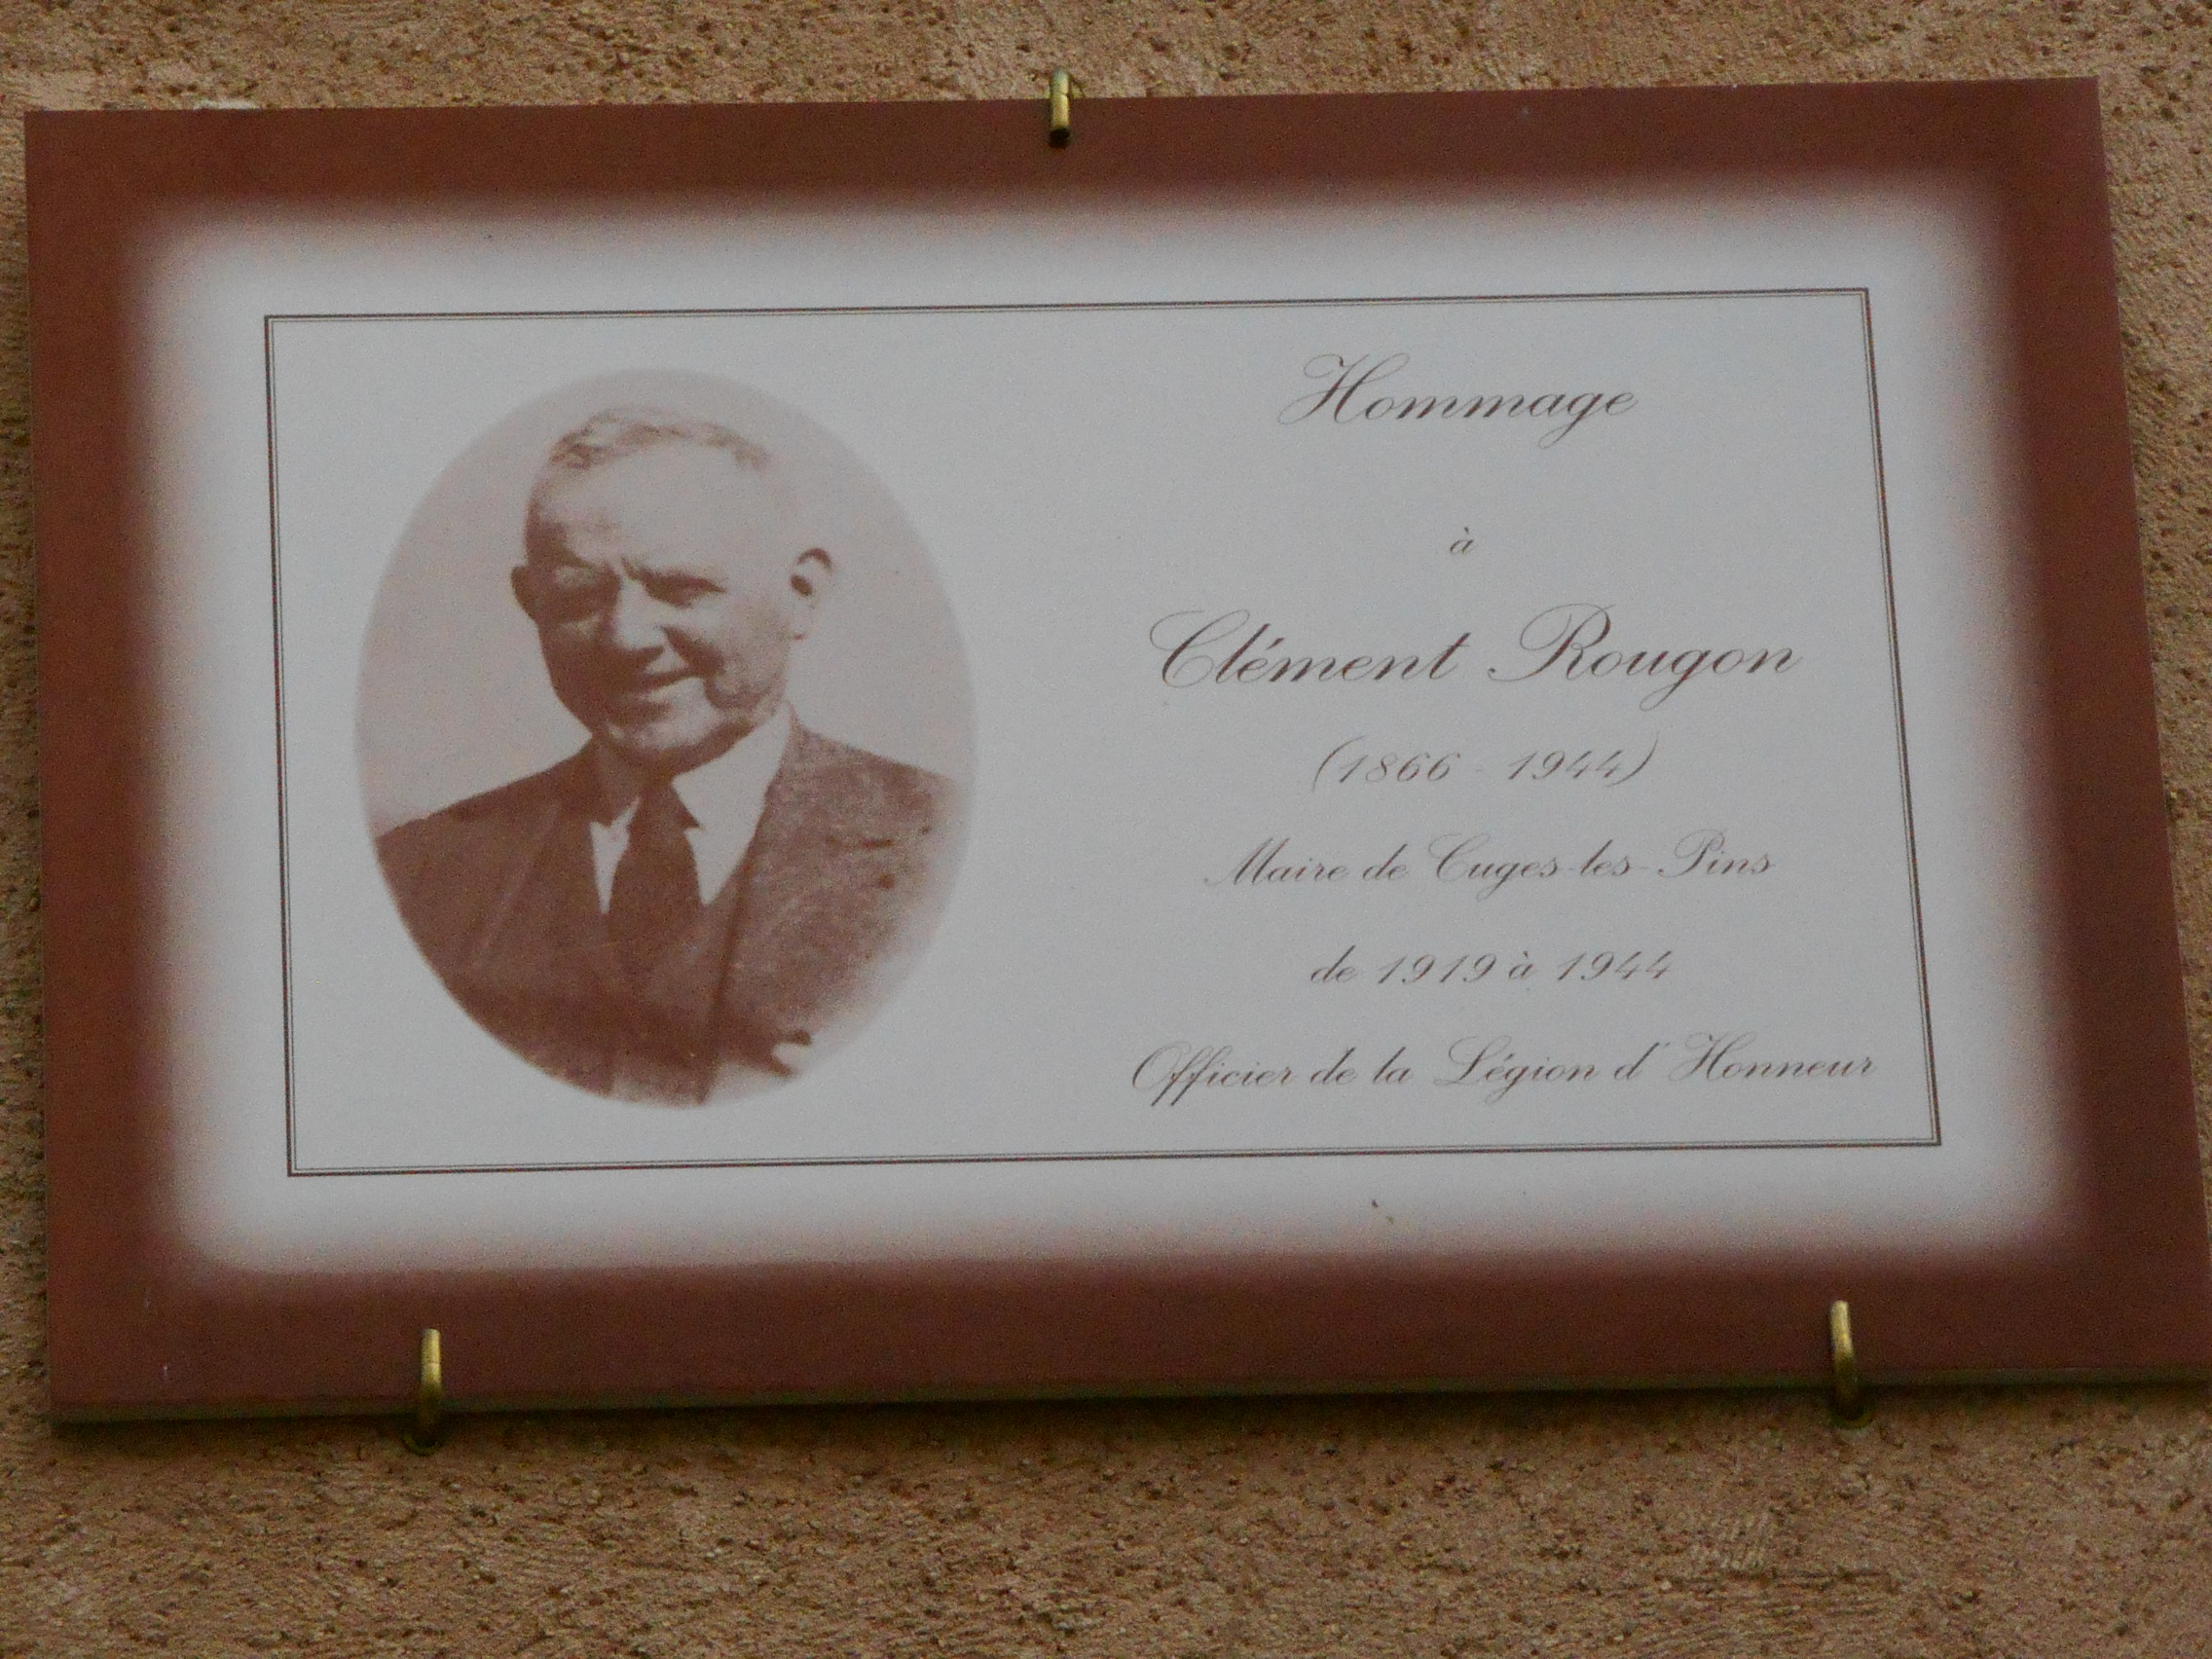 Hommage
à
Clément Rougon
(1866 - 1944)
Maire de Cuges-les-Pins
de 1919 à 1944
Officier de la Légion d'Honneur